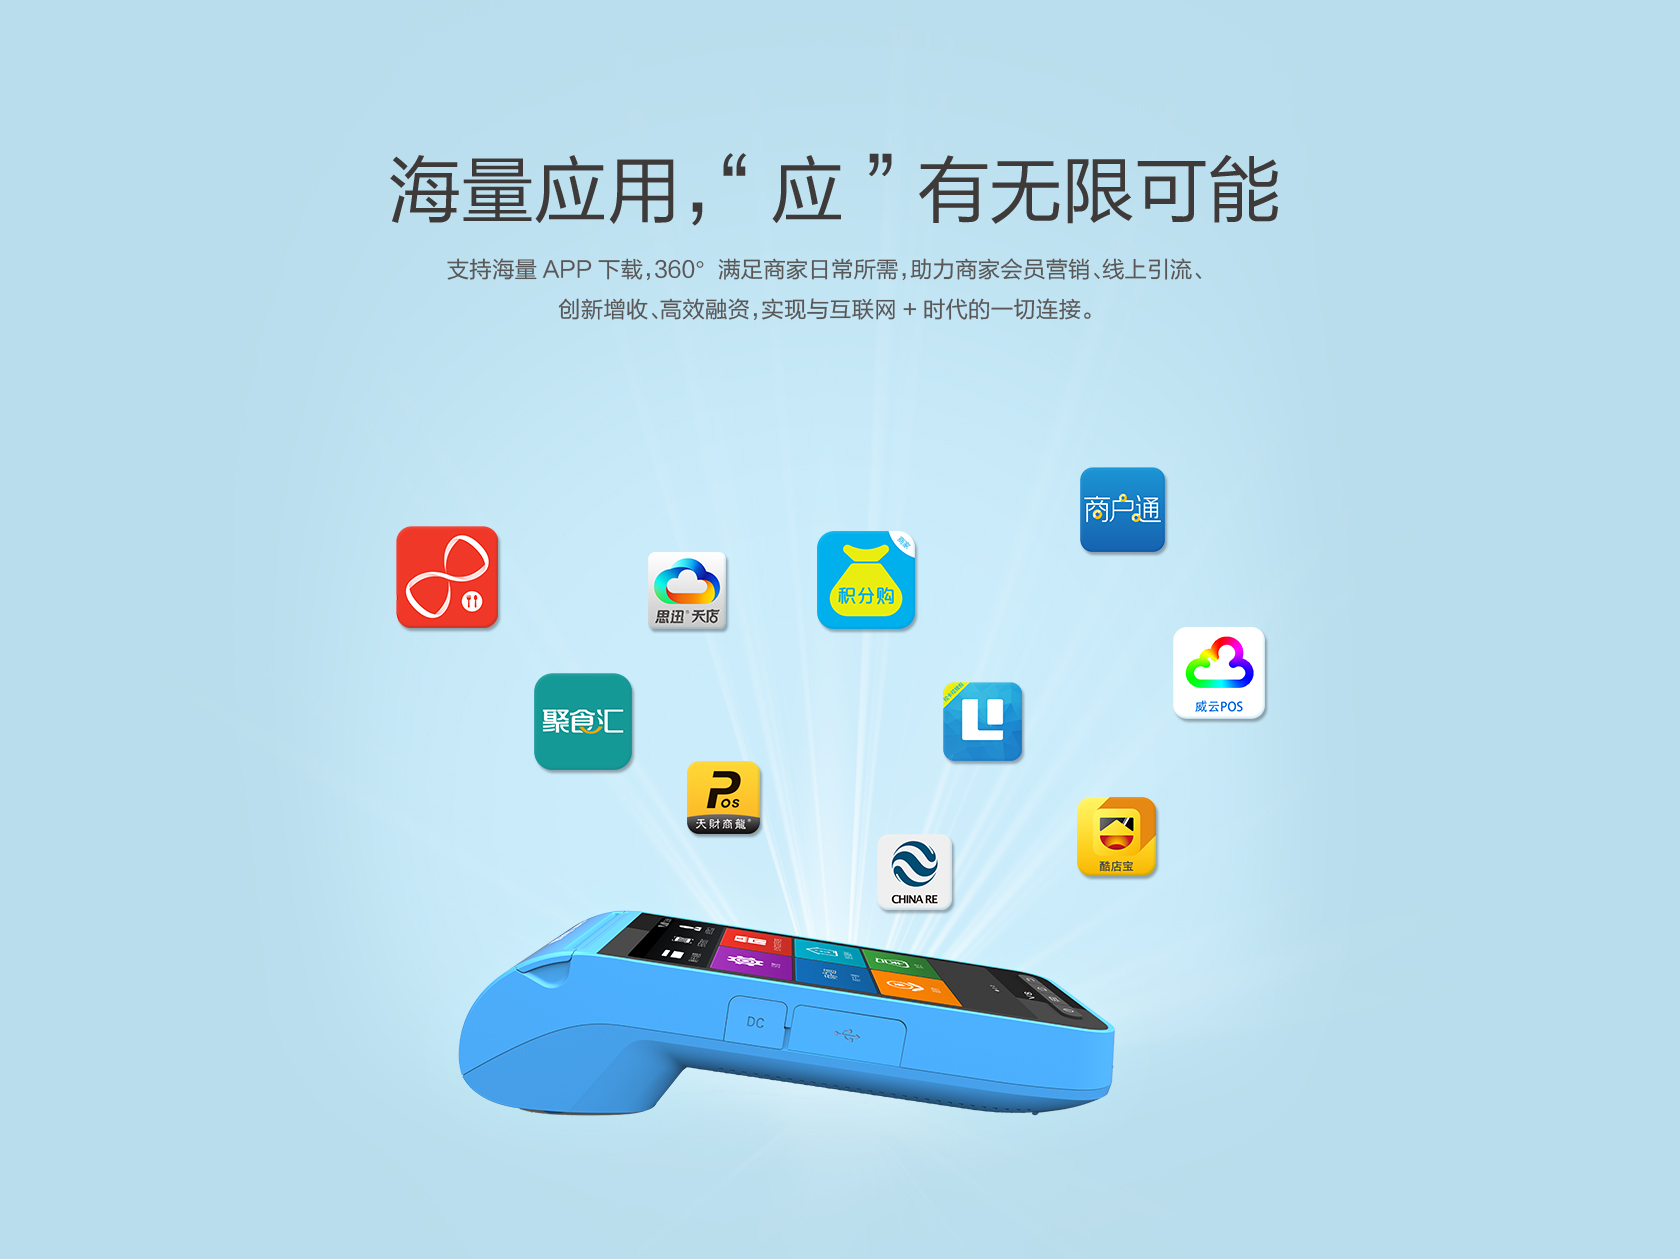 海量应用，“应”有无限可能
支持海量 APP 下载，360° 满足商家日常所需，助力商家会员营销、线上引流、
创新增收、高效融资，实现与互联网 + 时代的一切连接。
商户通
商家
积分购
思迅®天店
威云POS
聚食汇
POS
天财商龍®
酷店宝
CHINA RE
DC